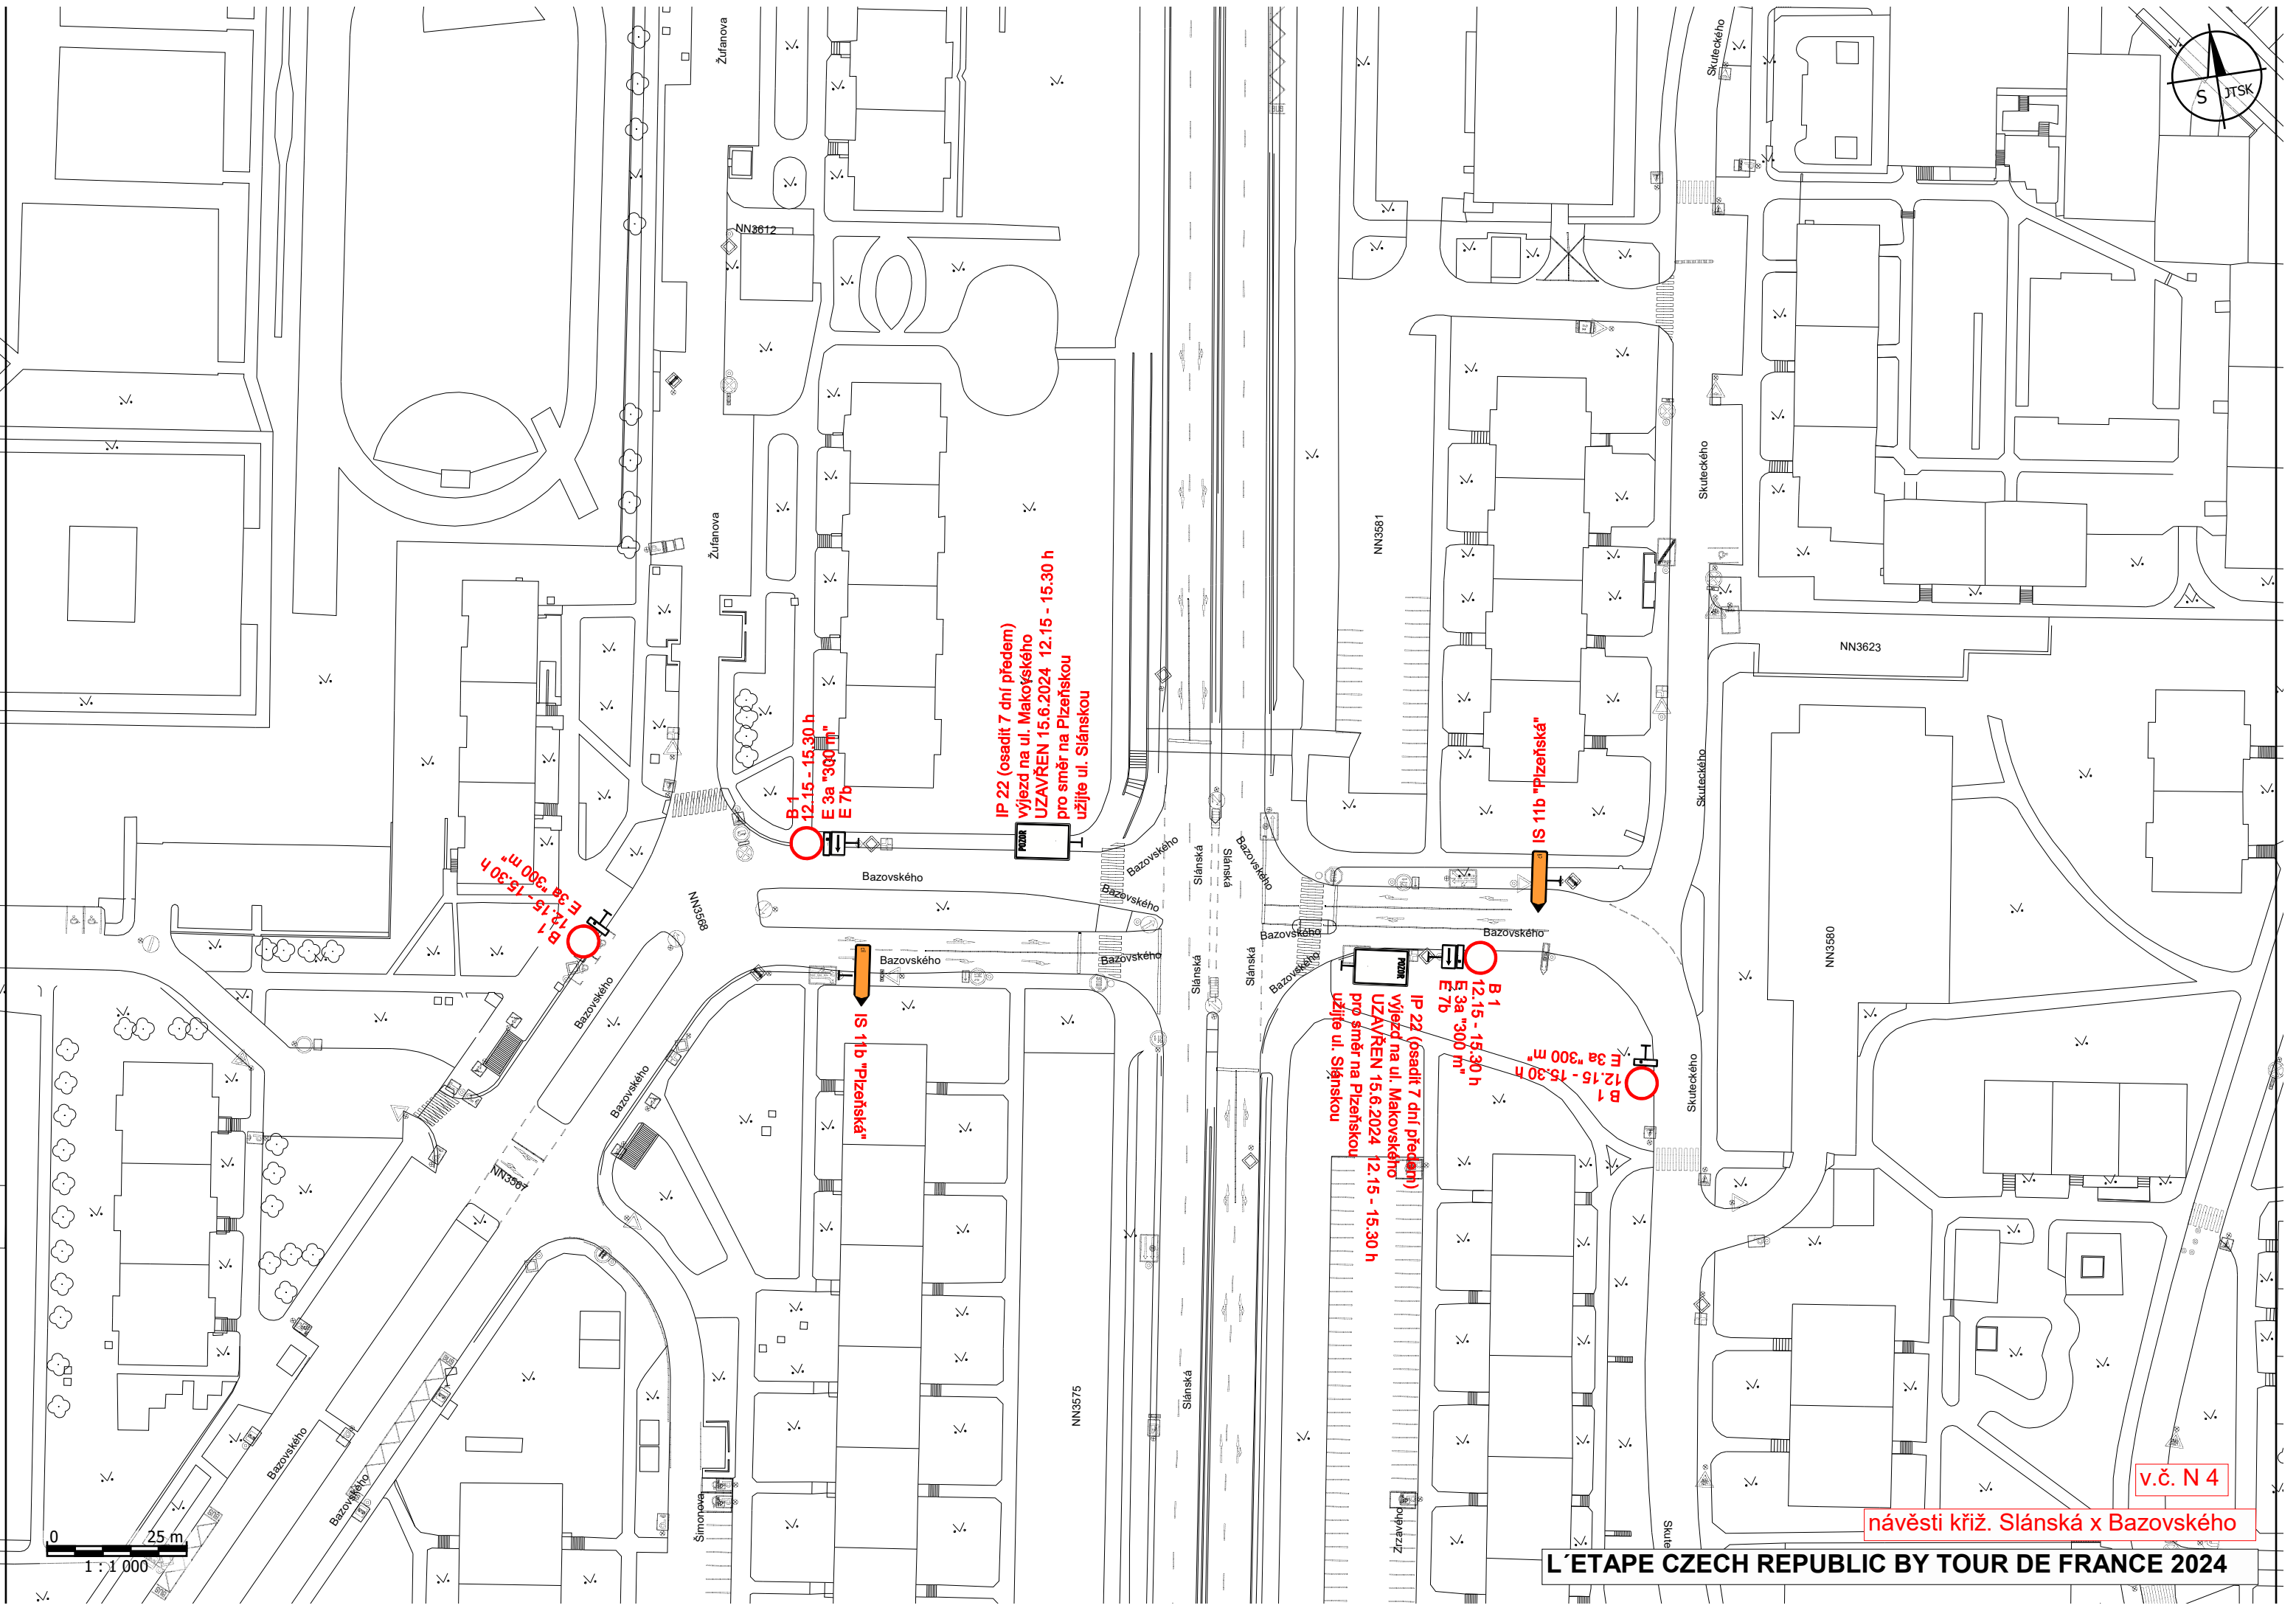 Žufanova
Skuteckého
S JTSK
NN3612
Žufanova
NN3581
Skuteckého
NN3623
IP 22 (osadit 7 dní předem)
výjezd na ul. Makovského
UZAVŘEN 15.6.2024 12.15 - 15.30 h
pro směr na Plzeňskou
užijte ul. Slánskou
B 1
12.15 - 15.30 h
E 3a "300 m"
E 7b
POZOR
IS 11b "Plzeňská"
Skuteckého
B 1
12.15 - 15.30 h
E 3a "300 m"
NN3568
Bazovského
Bazovského
Bazovského
Slánská
Slánská
Bazovského
Bazovského
Bazovského
Bazovského
Bazovského
Bazovského
Slánská
Slánská
Bazovského
NN3580
POZOR
IS 11b "Plzeňská"
B 1
12.15 - 15.30 h
E 3a "300 m"
E 7b
IP 22 (osadit 7 dní předem)
výjezd na ul. Makovského
UZAVŘEN 15.6.2024 12.15 - 15.30 h
pro směr na Plzeňskou
užijte ul. Slánskou
B 1
12.15 - 15.30 h
E 3a "300 m"
Skuteckého
Bazovského
Bazovského
NN3567
NN3575
Slánská
Bazovského
Bazovského
Šimonova
Zrzavého
Skute
0 25 m
1 : 1 000
v.č. N 4
návěsti křiž. Slánská x Bazovského
L´ETAPE CZECH REPUBLIC BY TOUR DE FRANCE 2024